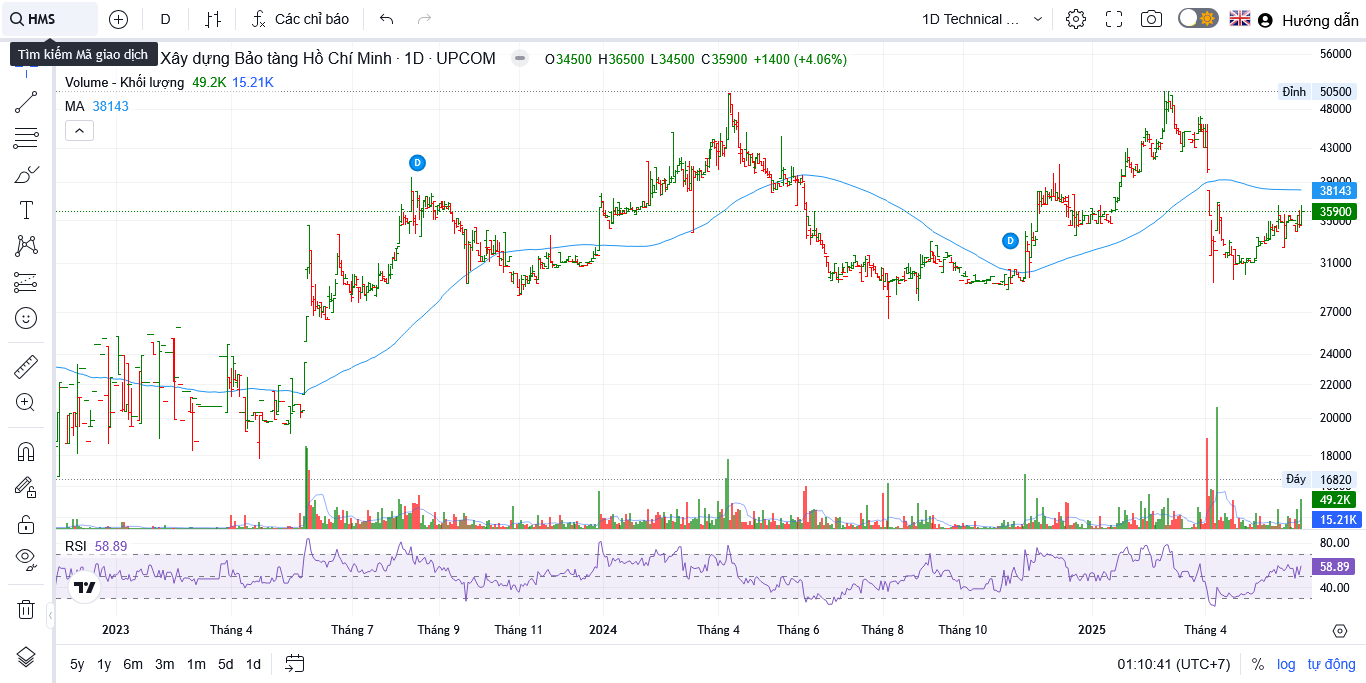 HMS
D
Các chỉ báo
1D Technical ...
Hướng dẫn
Tìm kiếm Mã giao dịch
Xây dựng Bảo tàng Hồ Chí Minh · 1D · UPCOM
O34500 H36500 L34500 C35900 +1400 (+4.06%)
Volume - Khối lượng 49.2K 15.21K
MA 38143
56000
Đỉnh 50500
48000
43000
39000
38143
35900
35000
31000
27000
24000
22000
20000
18000
Đáy 16820
49.2K
15.21K
D
D
RSI 58.89
80.00
58.89
40.00
2023 Tháng 4 Tháng 7 Tháng 9 Tháng 11 2024 Tháng 4 Tháng 6 Tháng 8 Tháng 10 2025 Tháng 4
5y 1y 6m 3m 1m 5d 1d
01:10:41 (UTC+7) % log tự động